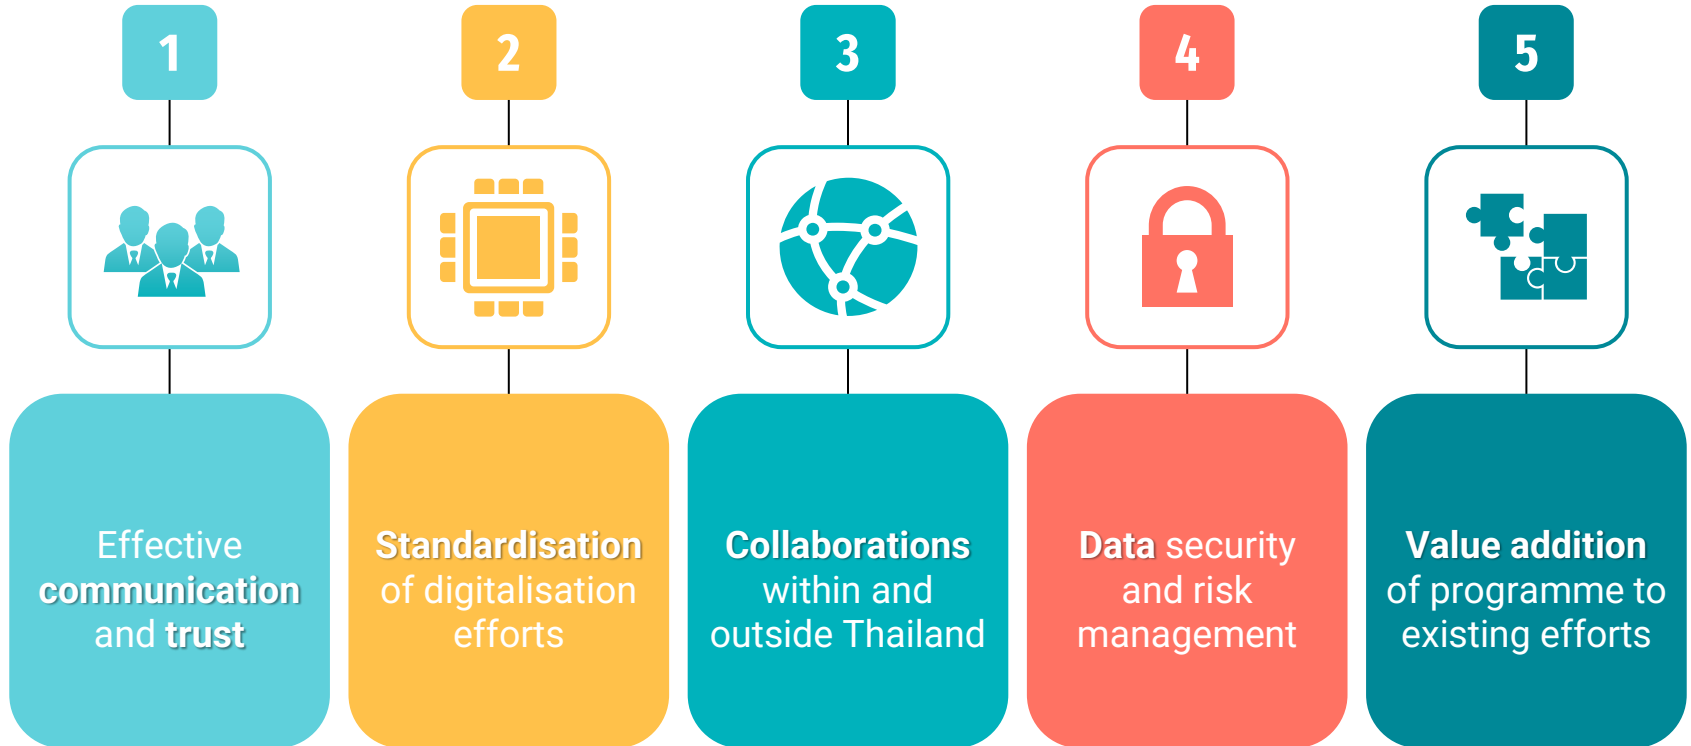 1
Effective
communication
and trust
2
Standardisation
of digitalisation
efforts
3
Collaborations
within and
outside Thailand
4
Data security
and risk
management
5
Value addition
of programme to
existing efforts